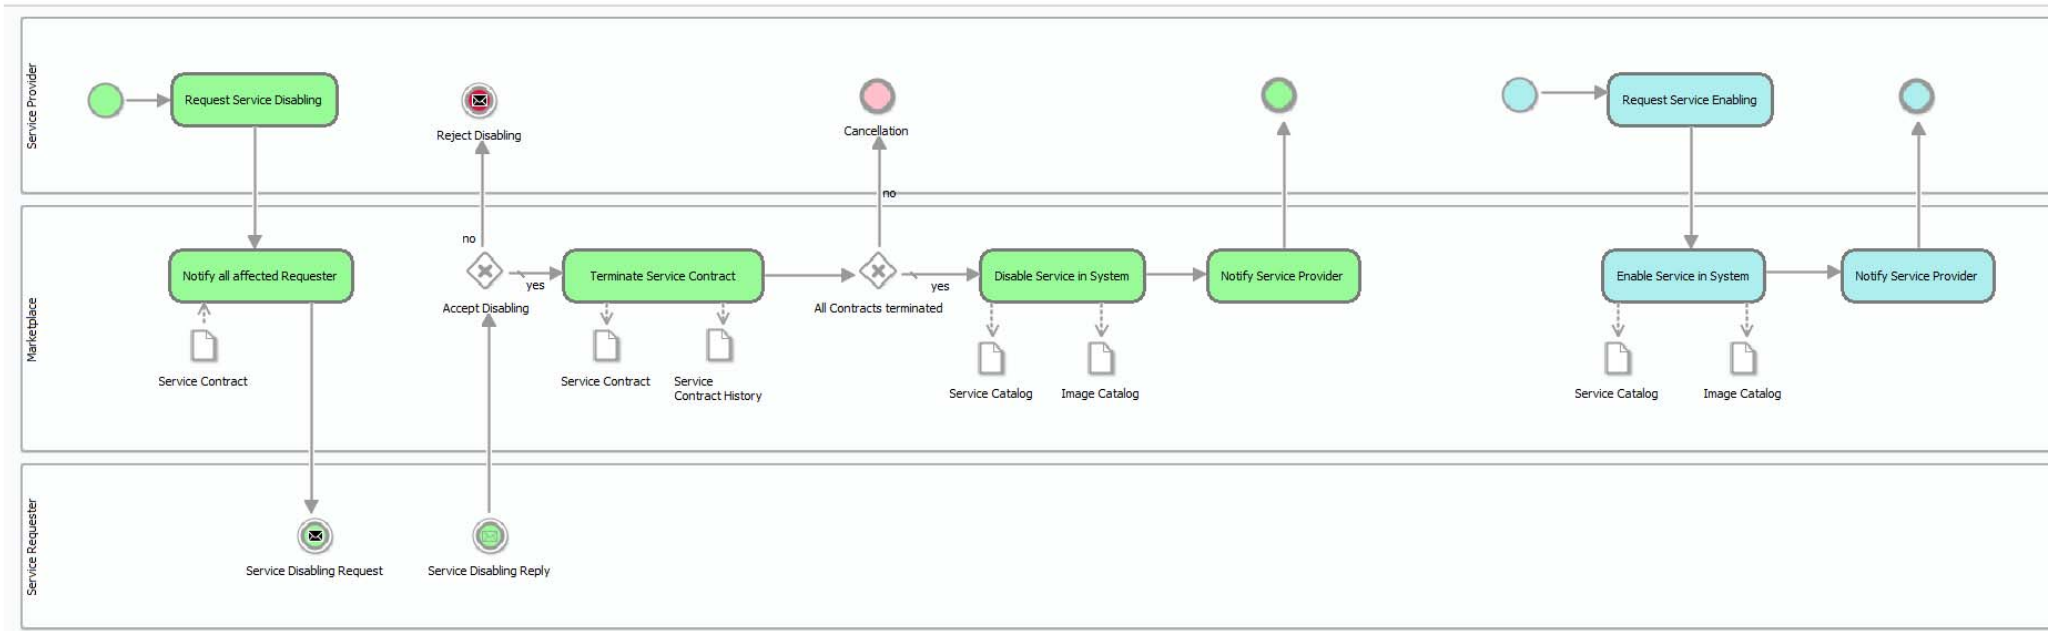 Service Provider
Request Service Disabling
Reject Disabling
Cancellation
Request Service Enabling
no
no
Marketplace
Notify all affected Requester
Accept Disabling
yes
Terminate Service Contract
All Contracts terminated
yes
Disable Service in System
Notify Service Provider
Enable Service in System
Notify Service Provider
Service Contract
Service Contract
Service
Contract History
Service Catalog
Image Catalog
Service Catalog
Image Catalog
Service Requester
Service Disabling Request
Service Disabling Reply